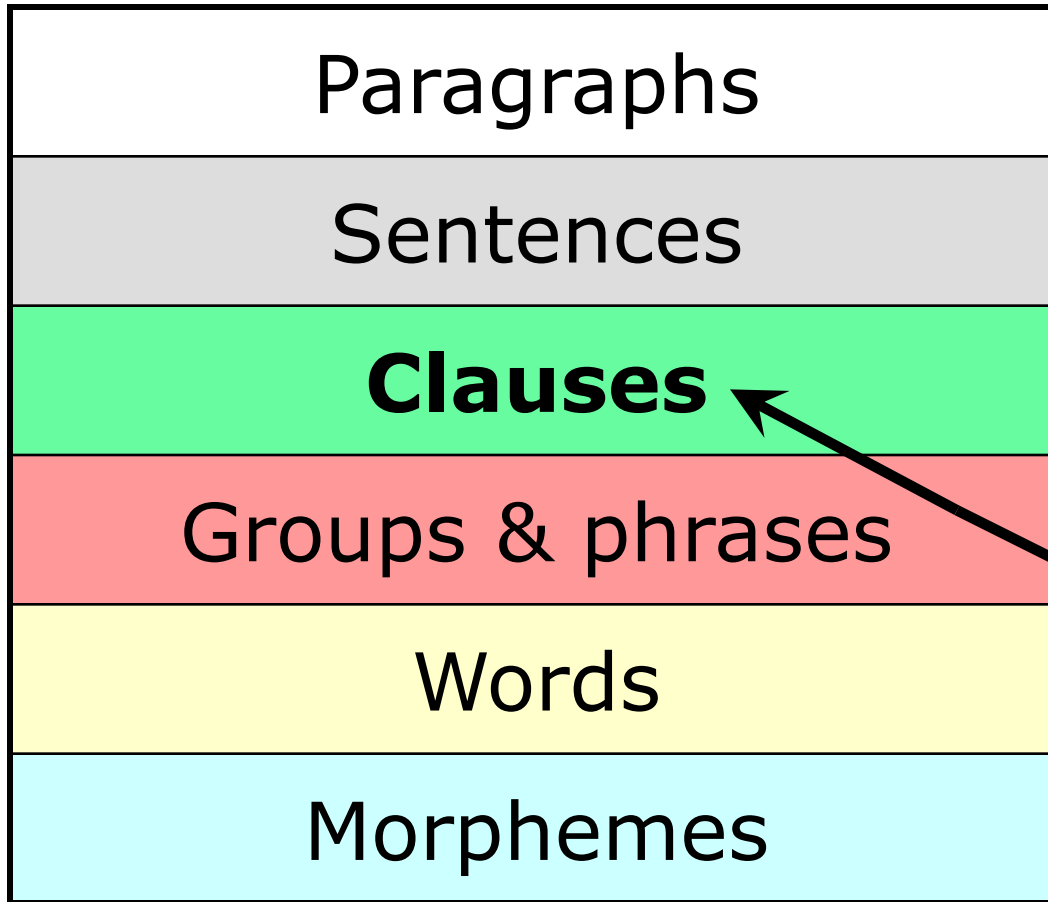 Paragraphs
Sentences
Clauses
Groups & phrases
Words
Morphemes